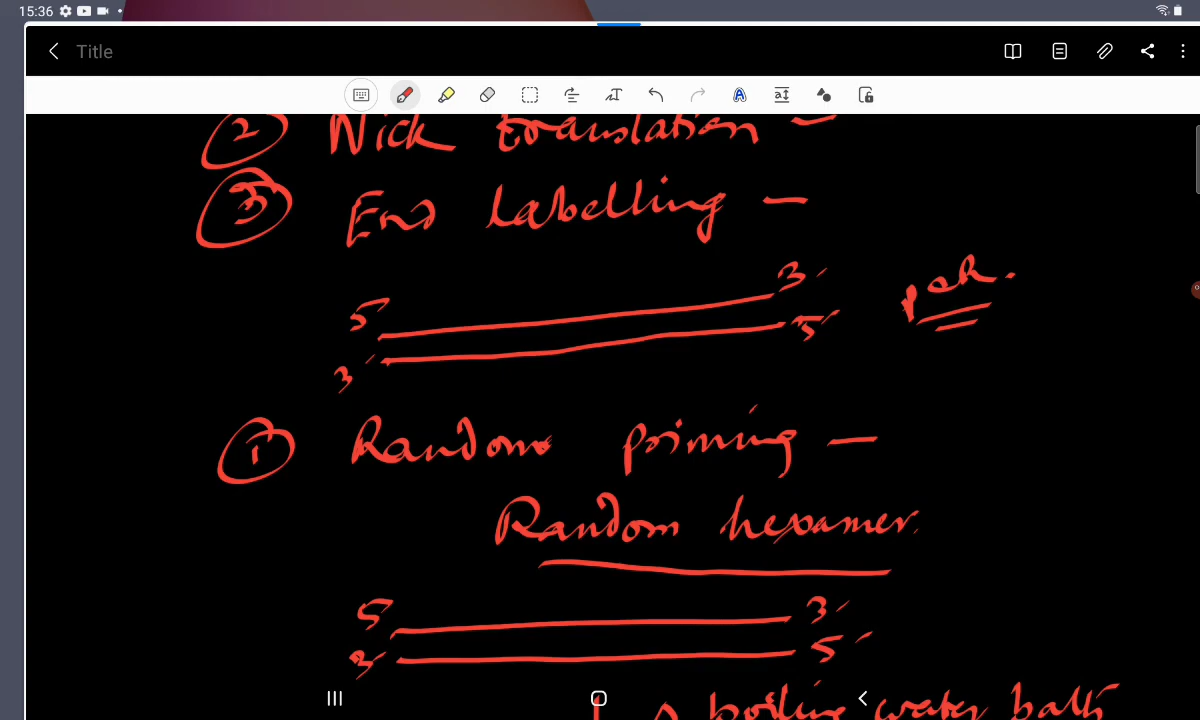 15:36
Title
② Nick translation -
③ End Labelling -
5' 3'
3' 5'
PCR.
① Random priming -
Random hexamer.
5' 3'
3' 5'
boiling water bath